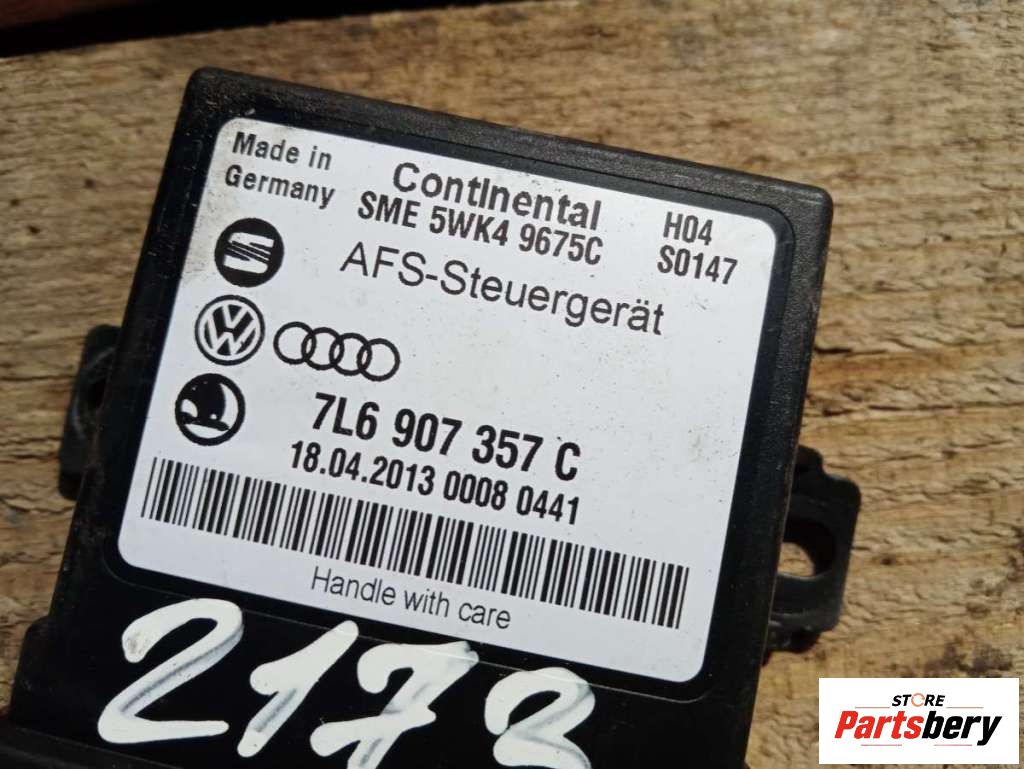 Made in
Germany
Continental
SME 5WK4 9675C
H04
S0147
AFS-Steuergerät
7L6 907 357 C
18.04.2013 0008 0441
Handle with care
2173
STORE
Partsbery